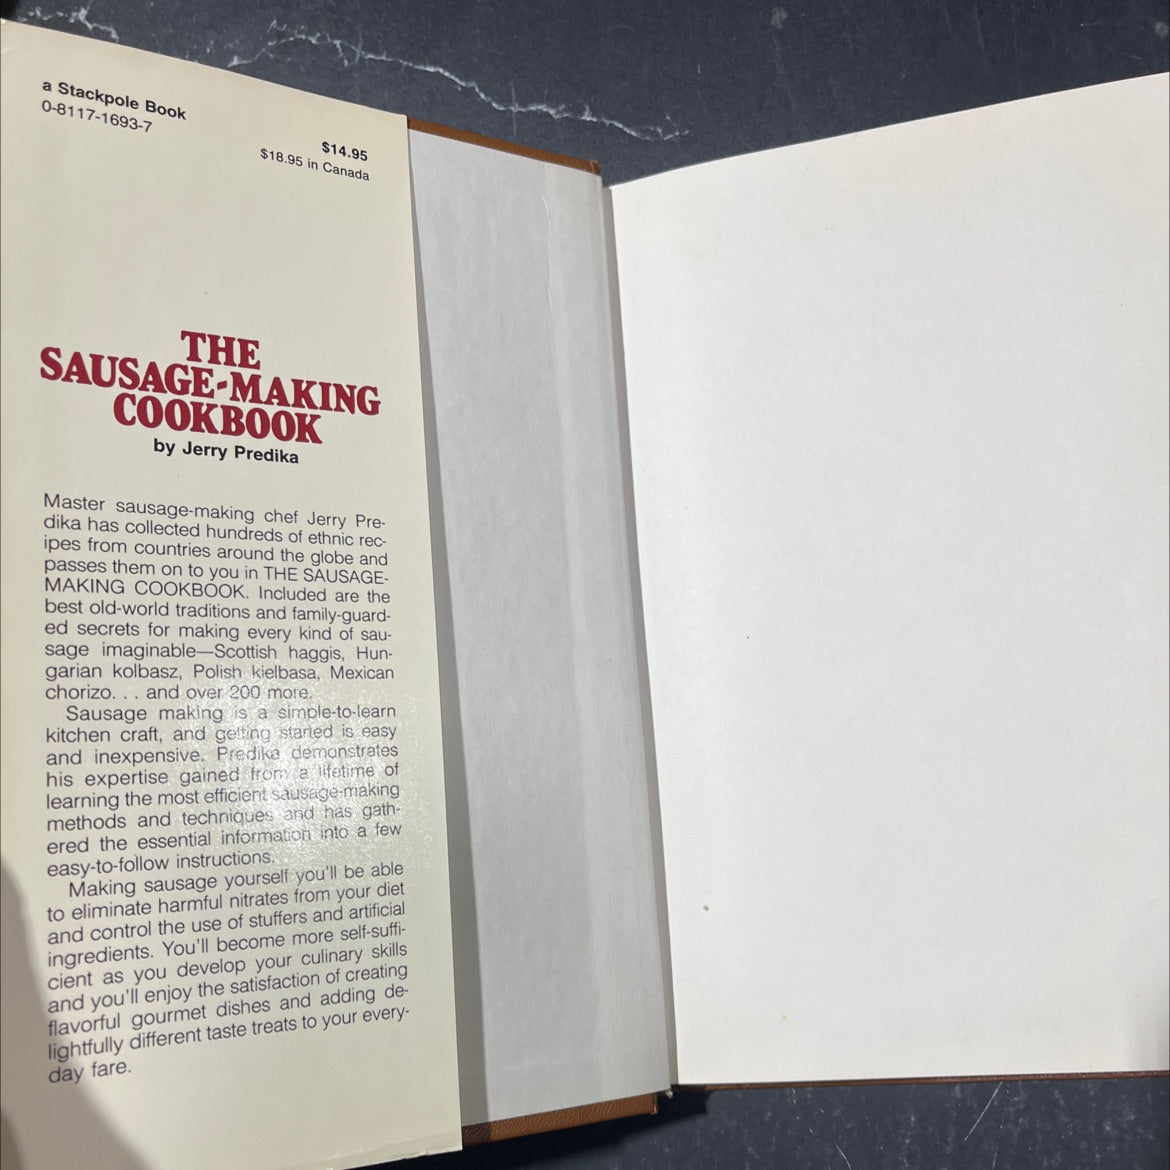 a Stackpole Book
0-8117-1693-7
$14.95
$18.95 in Canada
THE
SAUSAGE-MAKING
COOKBOOK
by Jerry Predika
Master sausage-making chef Jerry Pre-
dika has collected hundreds of ethnic rec-
ipes from countries around the globe and
passes them on to you in THE SAUSAGE-
MAKING COOKBOOK. Included are the
best old-world traditions and family-guard-
ed secrets for making every kind of sau-
sage imaginable—Scottish haggis, Hun-
garian kolbasz, Polish kielbasa, Mexican
chorizo. . . and over 200 more.
Sausage making is a simple-to-learn
kitchen craft, and getting started is easy
and inexpensive. Predika demonstrates
his expertise gained from a lifetime of
learning the most efficient sausage-making
methods and techniques and has gath-
ered the essential information into a few
easy-to-follow instructions.
Making sausage yourself you'll be able
to eliminate harmful nitrates from your diet
and control the use of stuffers and artificial
ingredients. You'll become more self-suffi-
cient as you develop your culinary skills
and you'll enjoy the satisfaction of creating
flavorful gourmet dishes and adding de-
lightfully different taste treats to your every-
day fare.